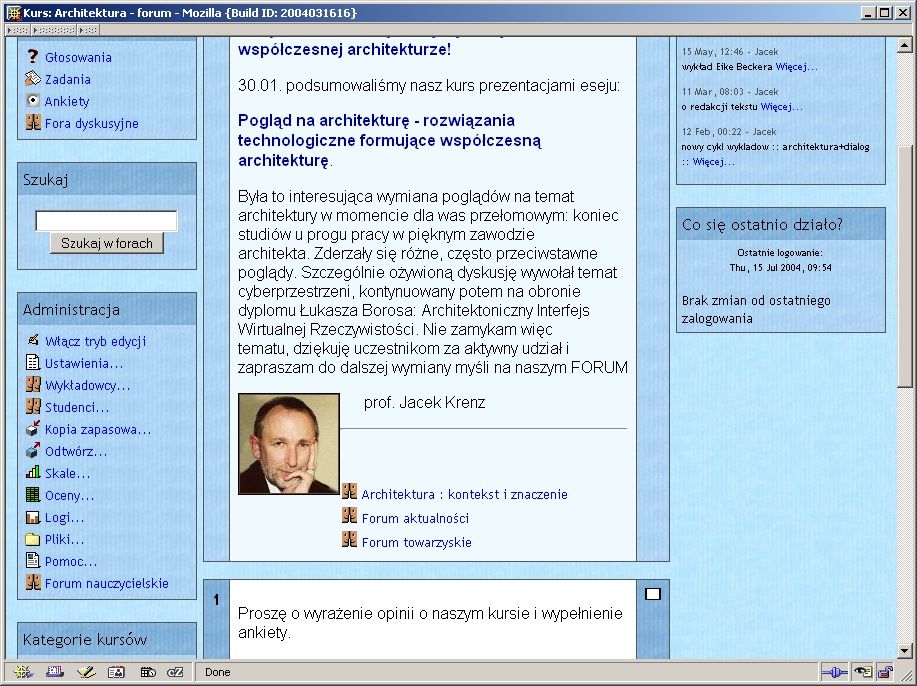 Kurs: Architektura - forum - Mozilla {Build ID: 2004031616}
Głosowania
Zadania
Ankiety
Fora dyskusyjne
Szukaj
Szukaj w forach
Administracja
Włącz tryb edycji
Ustawienia...
Wykładowcy...
Studenci...
Kopia zapasowa...
Odtwórz...
Skale...
Oceny...
Logi...
Pliki...
Pomoc...
Forum nauczycielskie
Kategorie kursów
współczesnej architekturze!
30.01. podsumowaliśmy nasz kurs prezentacjami eseju:
Pogląd na architekturę - rozwiązania
technologiczne formujące współczesną
architekturę.
Była to interesująca wymiana poglądów na temat
architektury w momencie dla was przełomowym: koniec
studiów u progu pracy w pięknym zawodzie
architekta. Zderzały się różne, często przeciwstawne
poglądy. Szczególnie ożywioną dyskusję wywołał temat
cyberprzestrzeni, kontynuowany potem na obronie
dyplomu Łukasza Borosa: Architektoniczny Interfejs
Wirtualnej Rzeczywistości. Nie zamykam więc
tematu, dziękuję uczestnikom za aktywny udział i
zapraszam do dalszej wymiany myśli na naszym FORUM
prof. Jacek Krenz
Architektura : kontekst i znaczenie
Forum aktualności
Forum towarzyskie
1
Proszę o wyrażenie opinii o naszym kursie i wypełnienie
ankiety.
15 May, 12:46 - Jacek
wykład Eike Beckera Więcej...
11 Mar, 08:03 - Jacek
o redakcji tekstu Więcej...
12 Feb, 00:22 - Jacek
nowy cykl wykladow :: architektura+dialog
:: Więcej...
Co się ostatnio działo?
Ostatnie logowanie:
Thu, 15 Jul 2004, 09:54
Brak zmian od ostatniego
zalogowania
Done